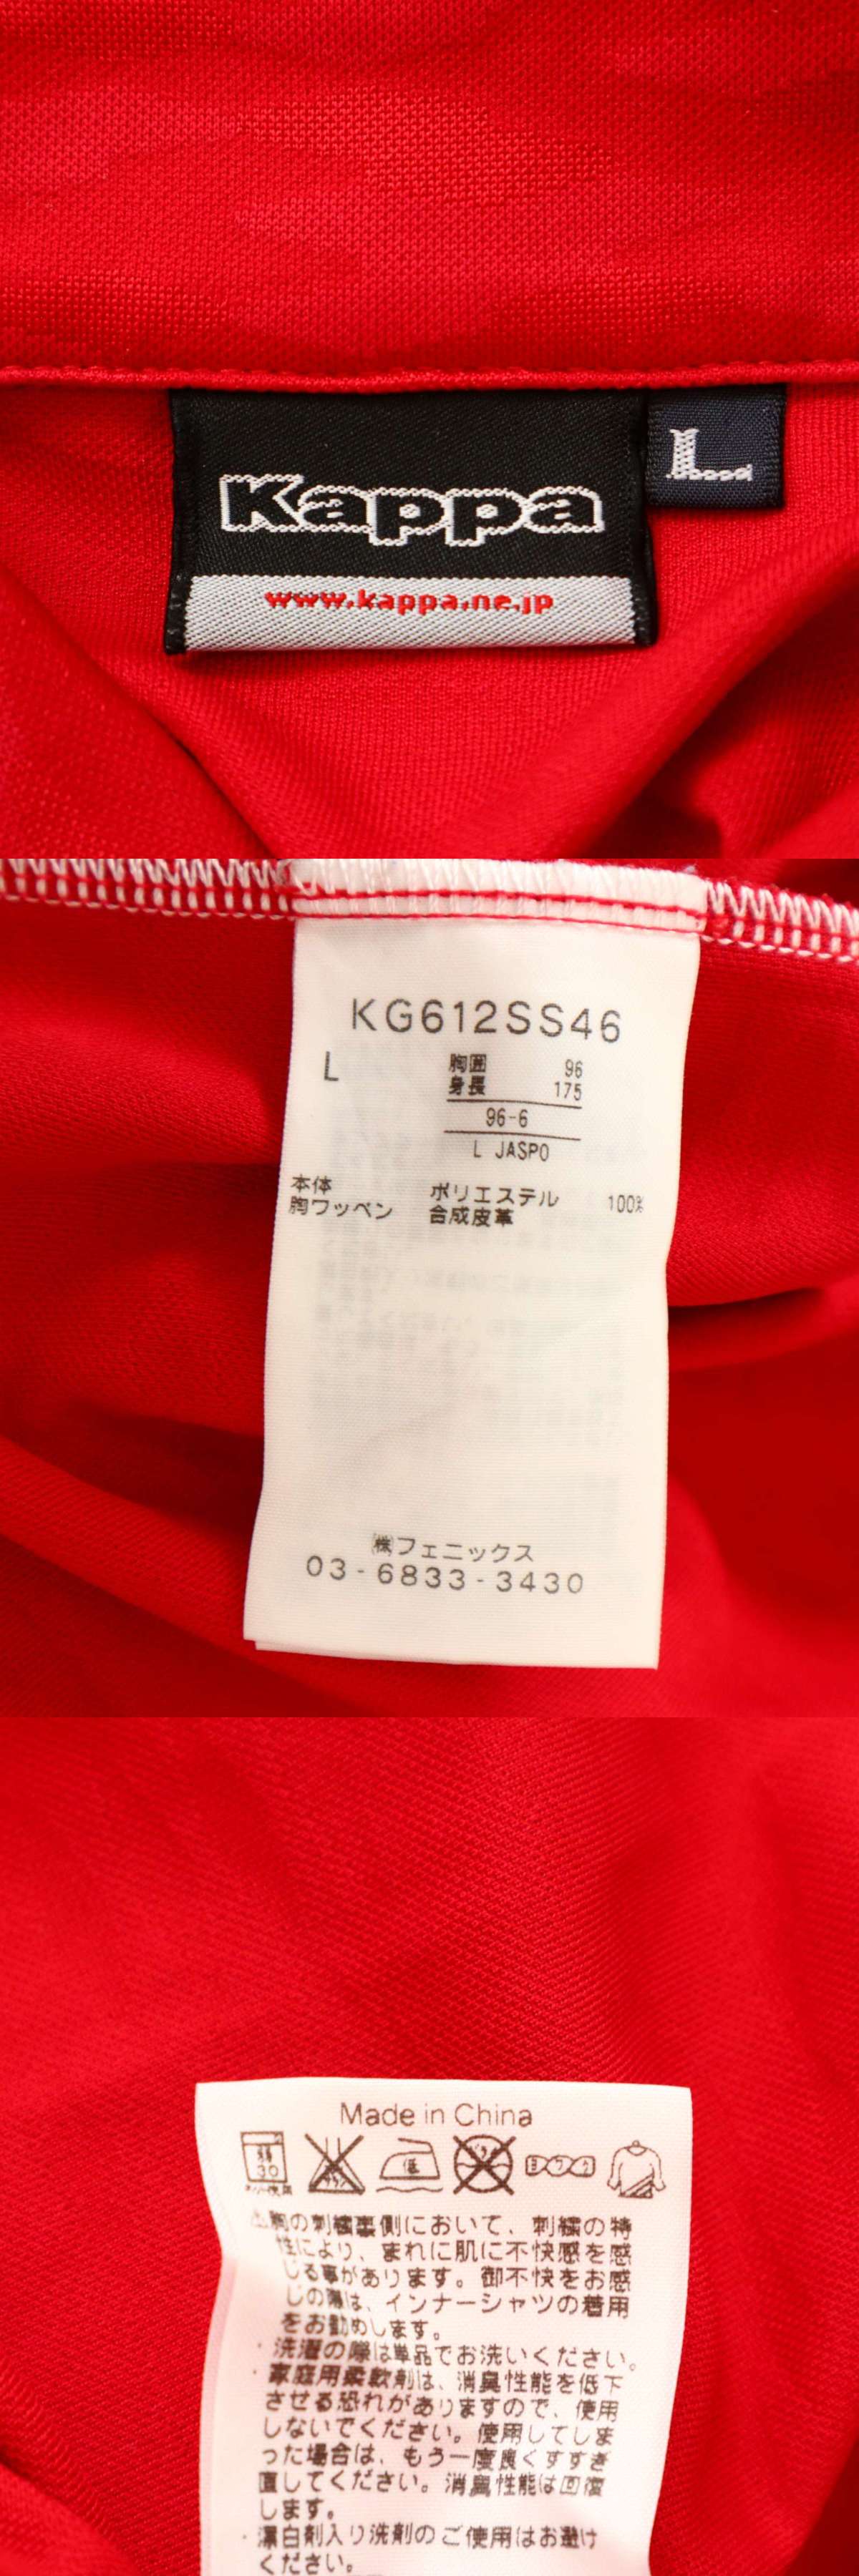 Kappa
L
www.kappa.ne.jp
KG612SS46
L
胸囲 96
身長 175
96-6
L JASPO
本体 ポリエステル 100%
胸ワッペン 合成皮革
㈱フェニックス
03-6833-3430
Made in China
30
低
胸の刺繍裏側において、刺繍の特
性により、まれに肌に不快感を感
じる事があります。御不快をお感
じの際は、インナーシャツの着用
をお勧めします。
・洗濯の際は単品でお洗いください。
・家庭用柔軟剤は、消臭性能を低下
させる恐れがありますので、使用
しないでください。使用してしま
った場合は、もう一度良くすすぎ
直してください。消臭性能は回復
します。
・漂白剤入り洗剤のご使用はお避け
ください。